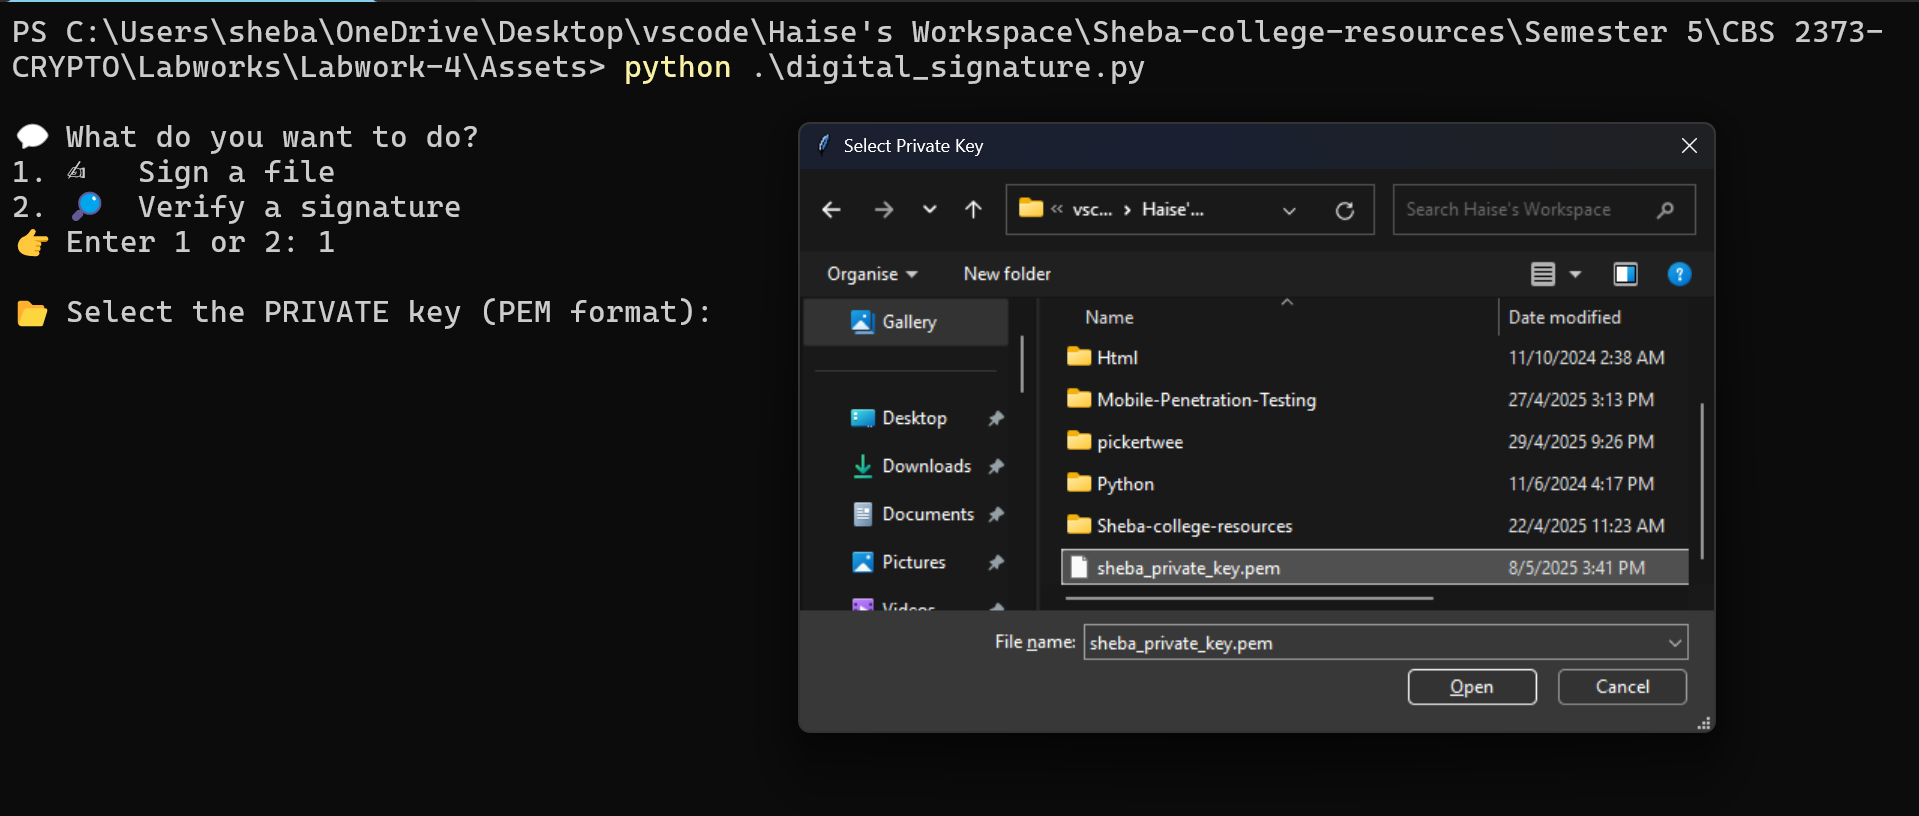 PS C:\Users\sheba\OneDrive\Desktop\vscode\Haise's Workspace\Sheba-college-resources\Semester 5\CBS 2373-
CRYPTO\Labworks\Labwork-4\Assets> python .\digital_signature.py
💬 What do you want to do?
1. ✍ Sign a file
2. 🔎 Verify a signature
👉 Enter 1 or 2: 1
📂 Select the PRIVATE key (PEM format):
Select Private Key
« vsc... › Haise'...
Search Haise's Workspace
Organise
New folder
?
Gallery
Desktop
Downloads
Documents
Pictures
Videos
Name Date modified
Html 11/10/2024 2:38 AM
Mobile-Penetration-Testing 27/4/2025 3:13 PM
pickertwee 29/4/2025 9:26 PM
Python 11/6/2024 4:17 PM
Sheba-college-resources 22/4/2025 11:23 AM
sheba_private_key.pem 8/5/2025 3:41 PM
File name: sheba_private_key.pem
Open
Cancel